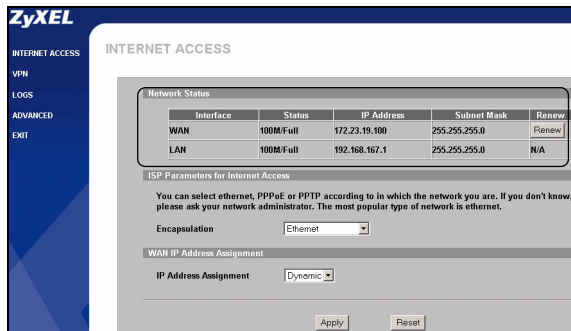 ZyXEL
INTERNET ACCESS
VPN
LOGS
ADVANCED
EXIT
INTERNET ACCESS
Network Status
Interface Status IP Address Subnet Mask Renew
WAN 100M/Full 172.23.19.100 255.255.255.0 Renew
LAN 100M/Full 192.168.167.1 255.255.255.0 N/A
ISP Parameters for Internet Access
You can select ethernet, PPPoE or PPTP according to in which the network you are. If you don't know,
please ask your network administrator. The most popular type of network is ethernet.
Encapsulation Ethernet
WAN IP Address Assignment
IP Address Assignment Dynamic
Apply Reset